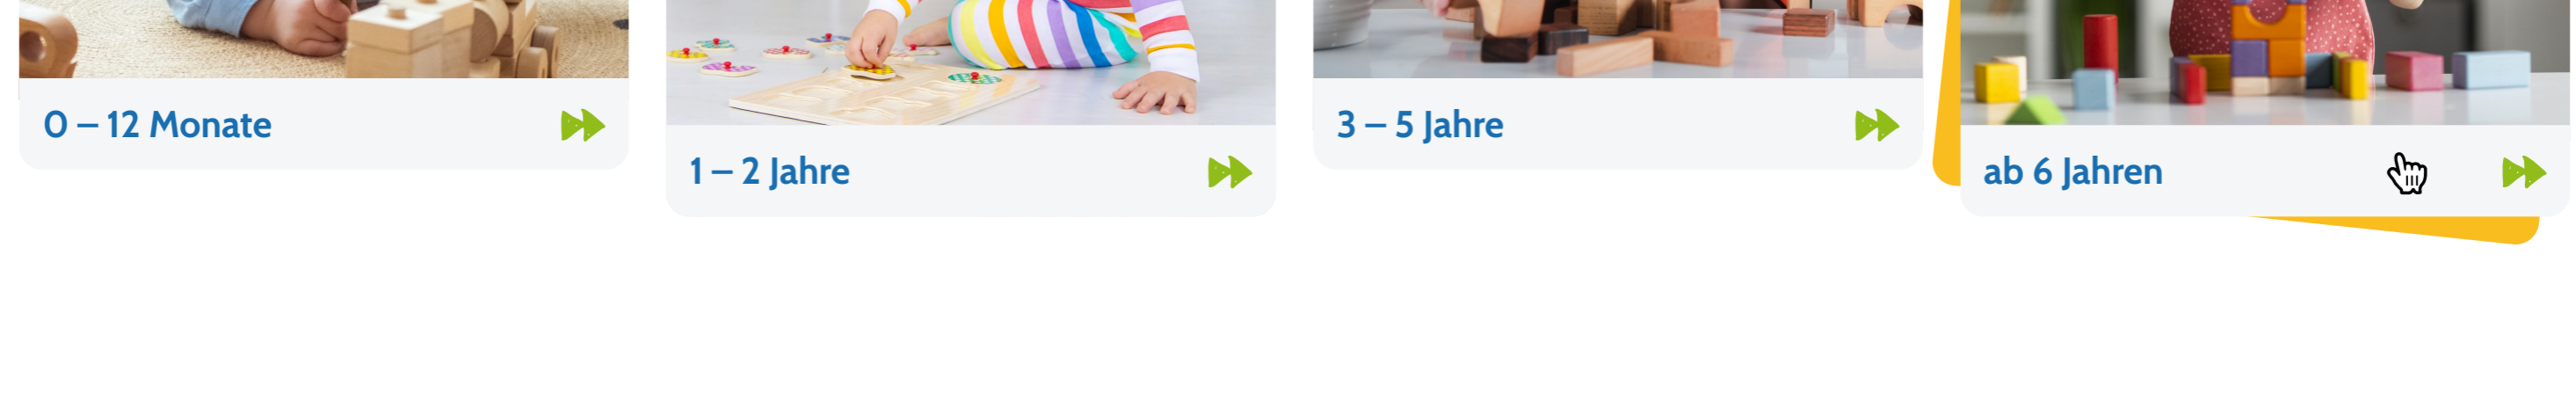 0 – 12 Monate
1 – 2 Jahre
3 – 5 Jahre
ab 6 Jahren